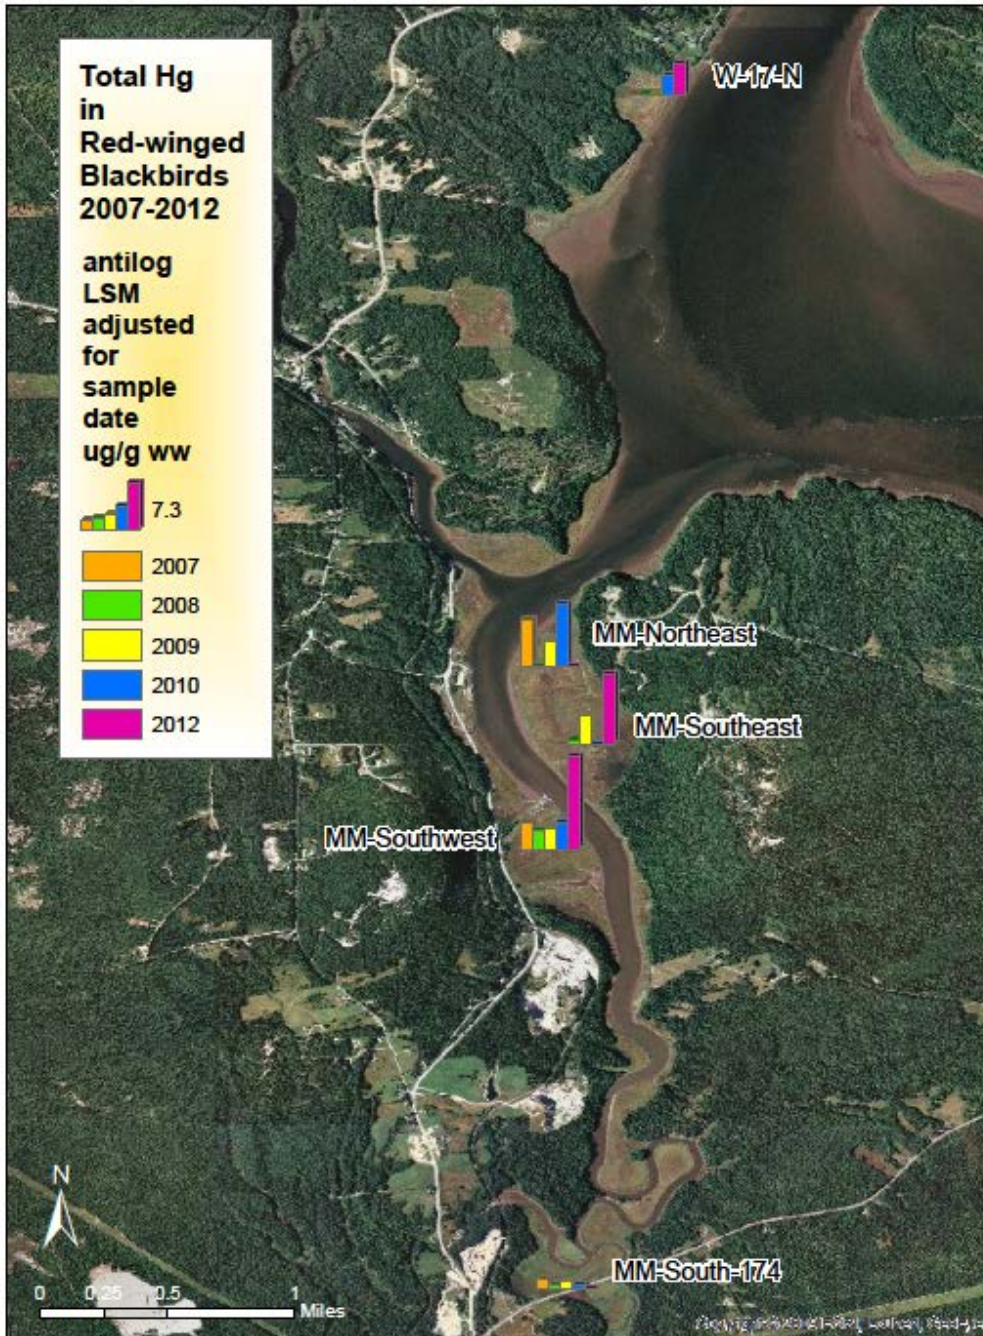 Total Hg
in
Red-winged
Blackbirds
2007-2012
antilog
LSM
adjusted
for
sample
date
ug/g ww
7.3
2007
2008
2009
2010
2012
W-17-N
MM-Northeast
MM-Southeast
MM-Southwest
MM-South-174
N
0 0.25 0.5 1
Miles